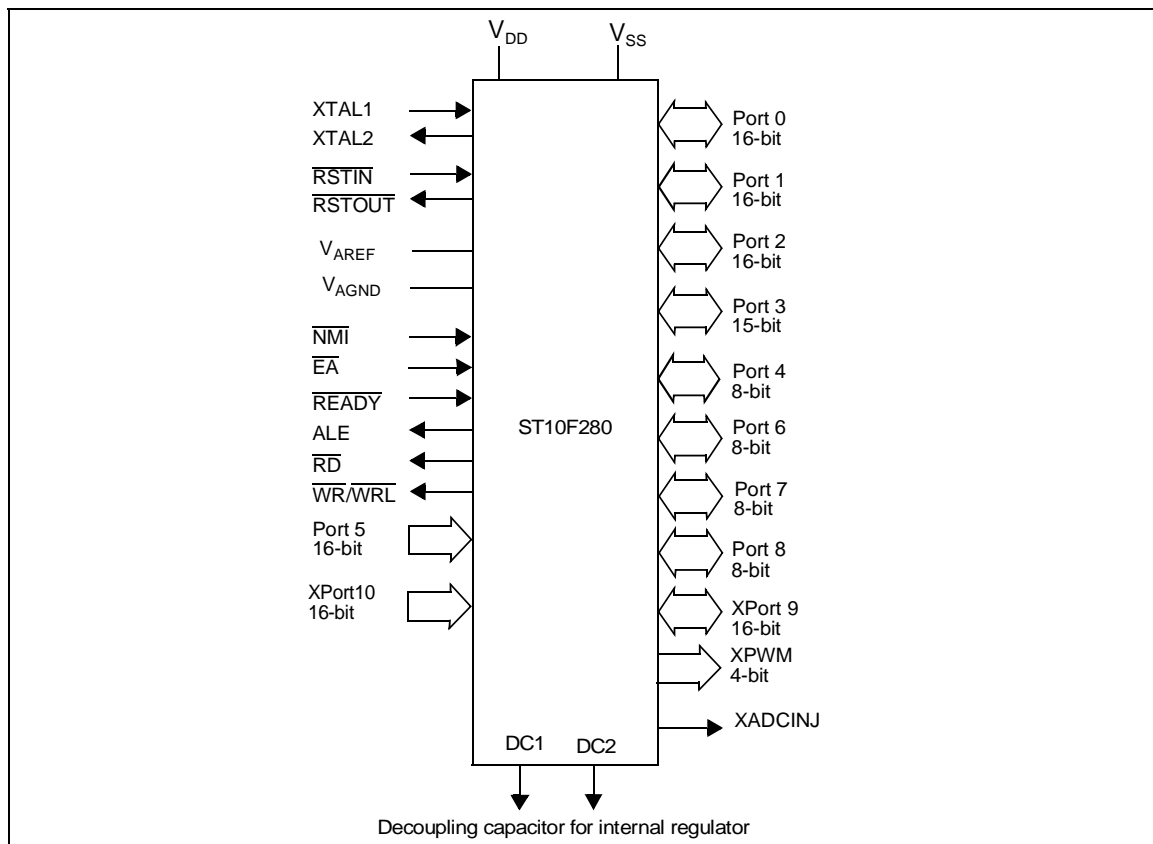 VDD
VSS
XTAL1
XTAL2
RSTIN
RSTOUT
VAREF
VAGND
NMI
EA
READY
ALE
RD
WR/WRL
Port 5
16-bit
XPort10
16-bit
ST10F280
Port 0
16-bit
Port 1
16-bit
Port 2
16-bit
Port 3
15-bit
Port 4
8-bit
Port 6
8-bit
Port 7
8-bit
Port 8
8-bit
XPort 9
16-bit
XPWM
4-bit
XADCINJ
DC1
DC2
Decoupling capacitor for internal regulator